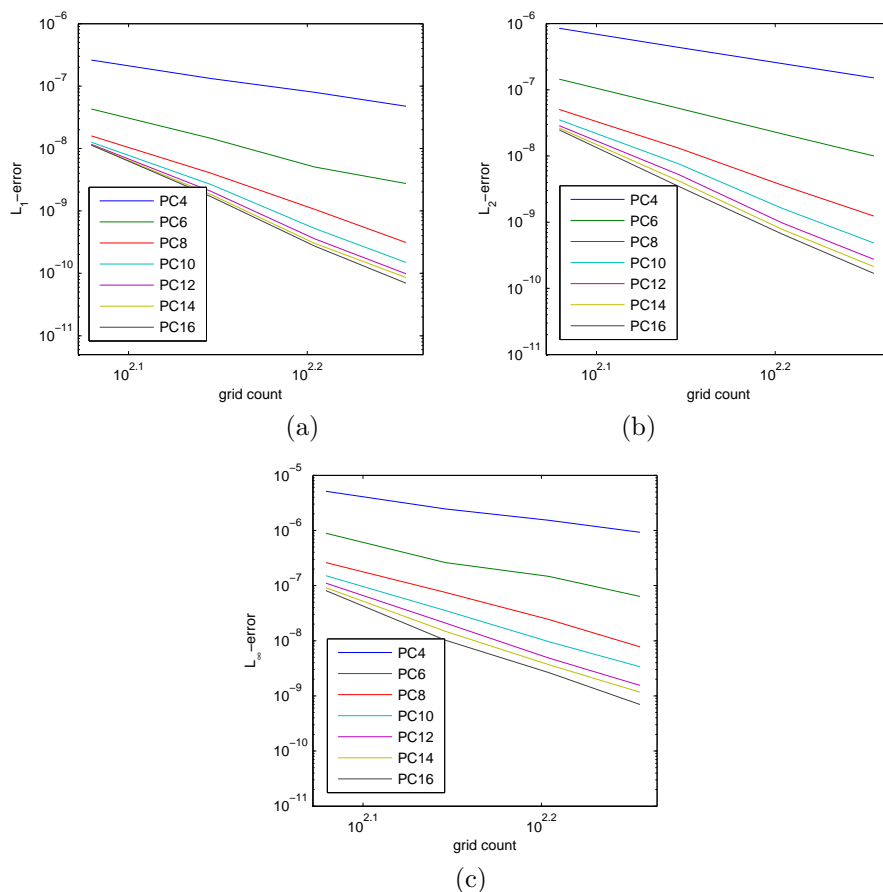 10^-6
10^-7
10^-8
10^-9
10^-10
10^-11
L_1-error
PC4
PC6
PC8
PC10
PC12
PC14
PC16
10^2.1
10^2.2
grid count
(a)
10^-6
10^-7
10^-8
10^-9
10^-10
10^-11
L_2-error
PC4
PC6
PC8
PC10
PC12
PC14
PC16
10^2.1
10^2.2
grid count
(b)
10^-5
10^-6
10^-7
10^-8
10^-9
10^-10
10^-11
L_∞-error
PC4
PC6
PC8
PC10
PC12
PC14
PC16
10^2.1
10^2.2
grid count
(c)